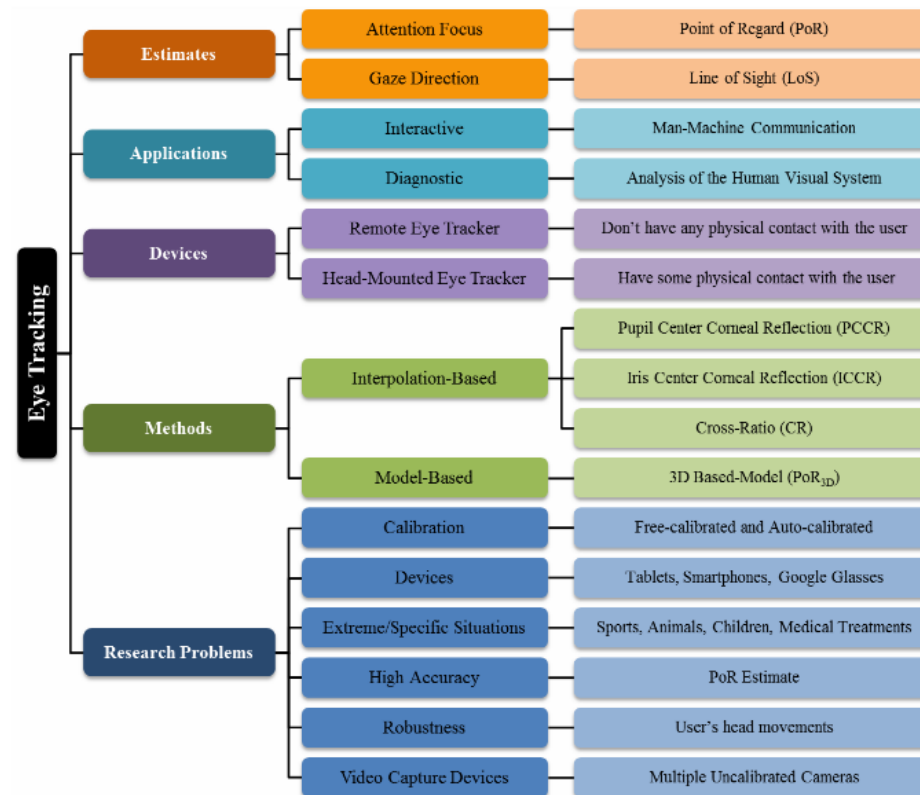 Eye Tracking
Estimates
Attention Focus
Point of Regard (PoR)
Gaze Direction
Line of Sight (LoS)
Applications
Interactive
Man-Machine Communication
Diagnostic
Analysis of the Human Visual System
Devices
Remote Eye Tracker
Don't have any physical contact with the user
Head-Mounted Eye Tracker
Have some physical contact with the user
Methods
Interpolation-Based
Pupil Center Corneal Reflection (PCCR)
Iris Center Corneal Reflection (ICCR)
Cross-Ratio (CR)
Model-Based
3D Based-Model (PoR3D)
Research Problems
Calibration
Free-calibrated and Auto-calibrated
Devices
Tablets, Smartphones, Google Glasses
Extreme/Specific Situations
Sports, Animals, Children, Medical Treatments
High Accuracy
PoR Estimate
Robustness
User's head movements
Video Capture Devices
Multiple Uncalibrated Cameras